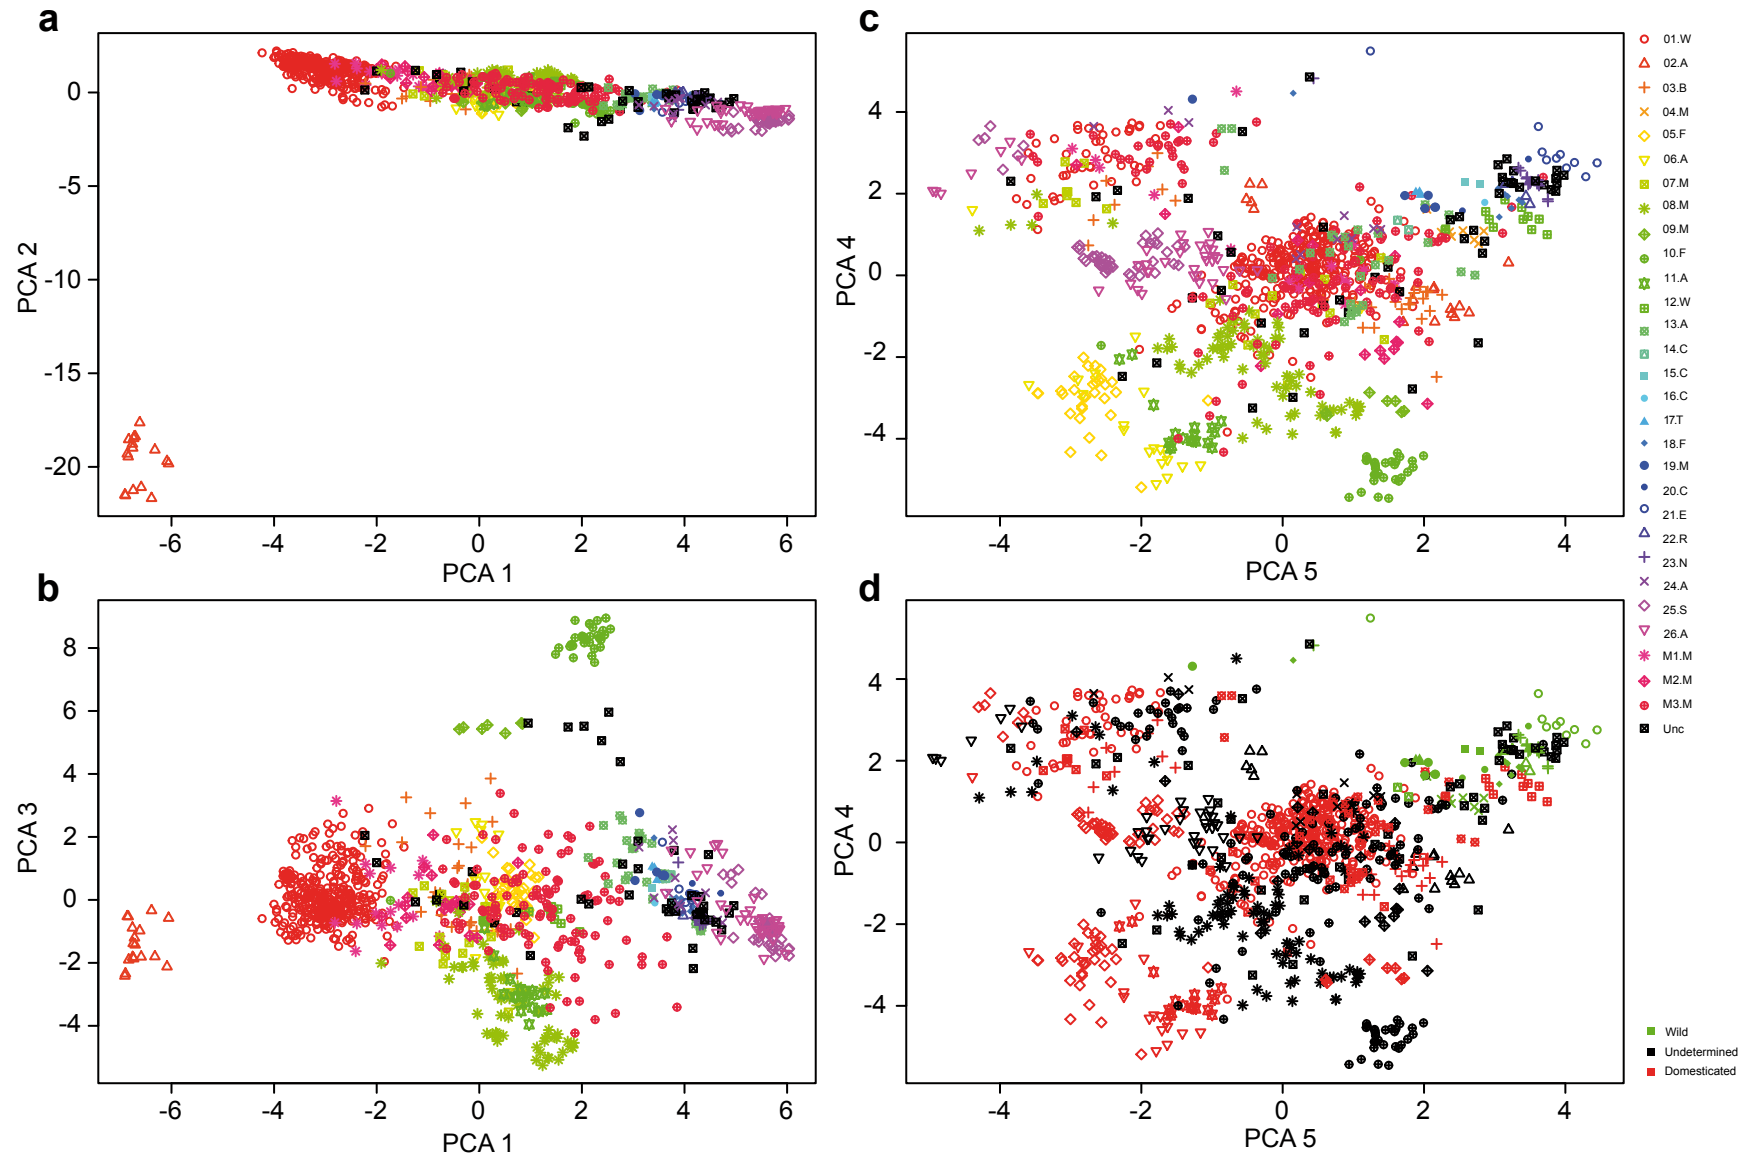 a
0
-5
-10
-15
-20
PCA 2
-6 -4 -2 0 2 4 6
PCA 1
b
8
6
4
2
0
-2
-4
PCA 3
-6 -4 -2 0 2 4 6
PCA 1
c
4
2
0
-2
-4
PCA 4
-4 -2 0 2 4
PCA 5
d
4
2
0
-2
-4
PCA 4
-4 -2 0 2 4
PCA 5
01.W
02.A
03.B
04.M
05.F
06.A
07.M
08.M
09.M
10.F
11.A
12.W
13.A
14.C
15.C
16.C
17.T
18.F
19.M
20.C
21.E
22.R
23.N
24.A
25.S
26.A
M1.M
M2.M
M3.M
Unc
Wild
Undetermined
Domesticated